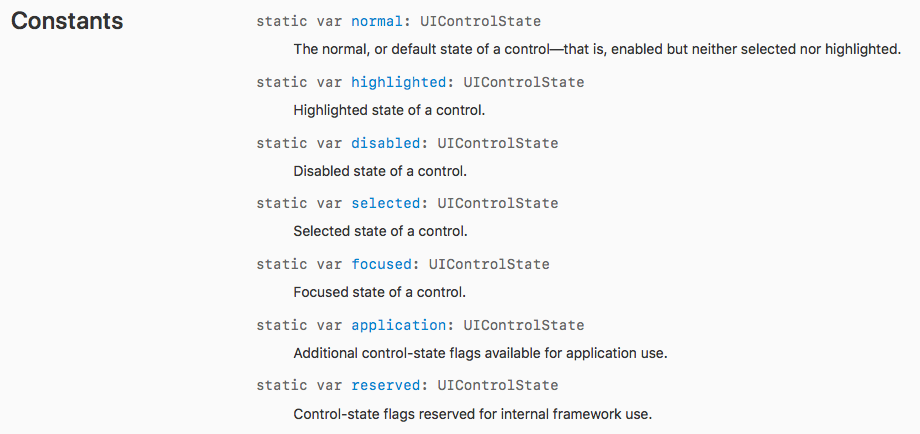 Constants
static var normal: UIControlState
The normal, or default state of a control—that is, enabled but neither selected nor highlighted.
static var highlighted: UIControlState
Highlighted state of a control.
static var disabled: UIControlState
Disabled state of a control.
static var selected: UIControlState
Selected state of a control.
static var focused: UIControlState
Focused state of a control.
static var application: UIControlState
Additional control-state flags available for application use.
static var reserved: UIControlState
Control-state flags reserved for internal framework use.